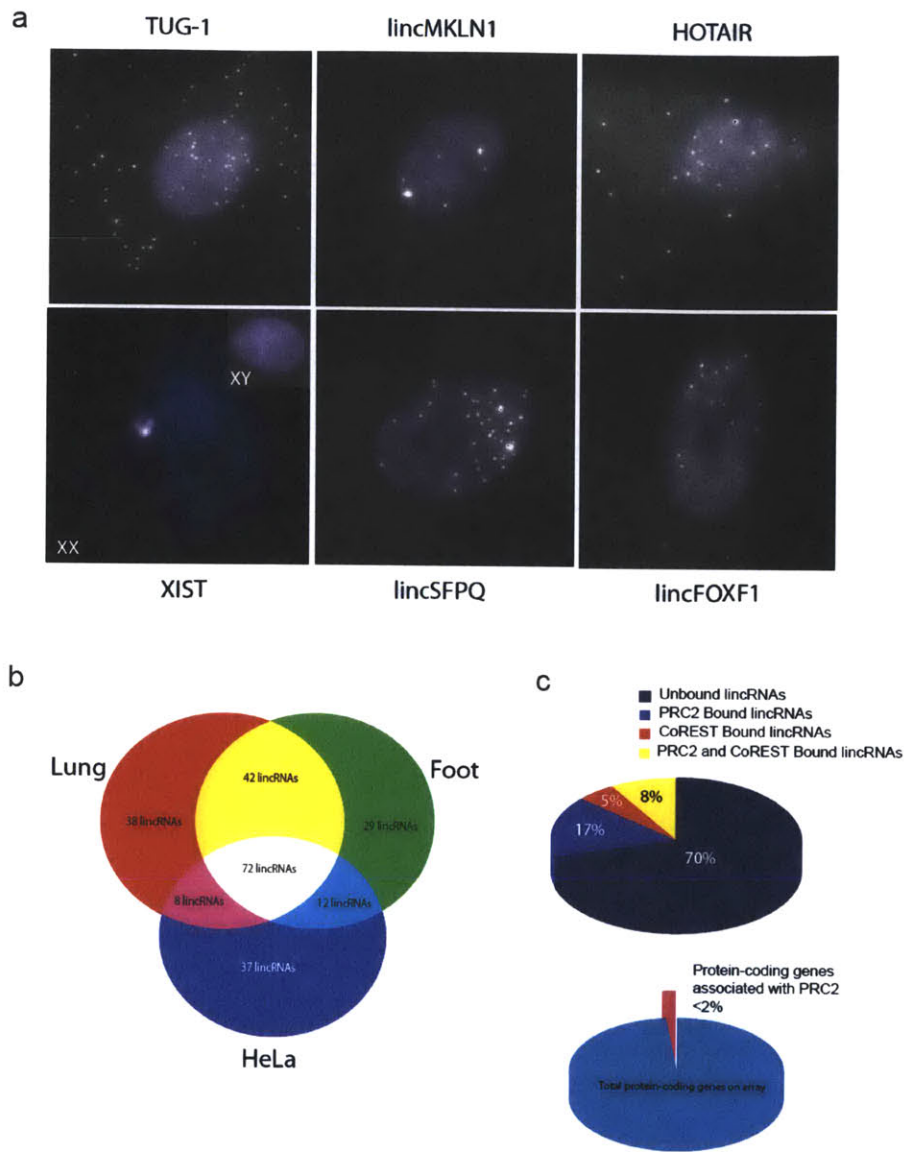 a
TUG-1 lincMKLN1 HOTAIR
XY
XX
XIST lincSFPQ lincFOXF1
b
Lung
Foot
42 lincRNAs
38 lincRNAs
29 lincRNAs
72 lincRNAs
8 lincRNAs
12 lincRNAs
37 lincRNAs
HeLa
c
Unbound lincRNAs
PRC2 Bound lincRNAs
CoREST Bound lincRNAs
PRC2 and CoREST Bound lincRNAs
5%
8%
17%
70%
Protein-coding genes
associated with PRC2
<2%
Total protein-coding genes on array